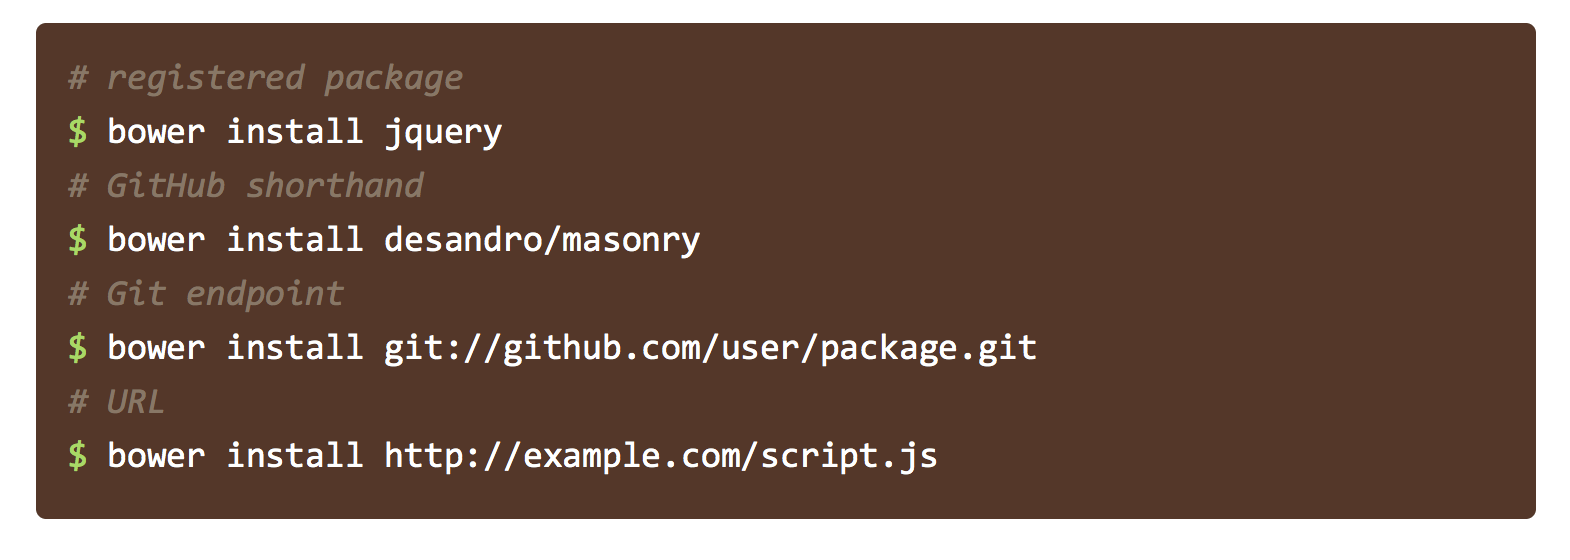 # registered package
$ bower install jquery
# GitHub shorthand
$ bower install desandro/masonry
# Git endpoint
$ bower install git://github.com/user/package.git
# URL
$ bower install http://example.com/script.js